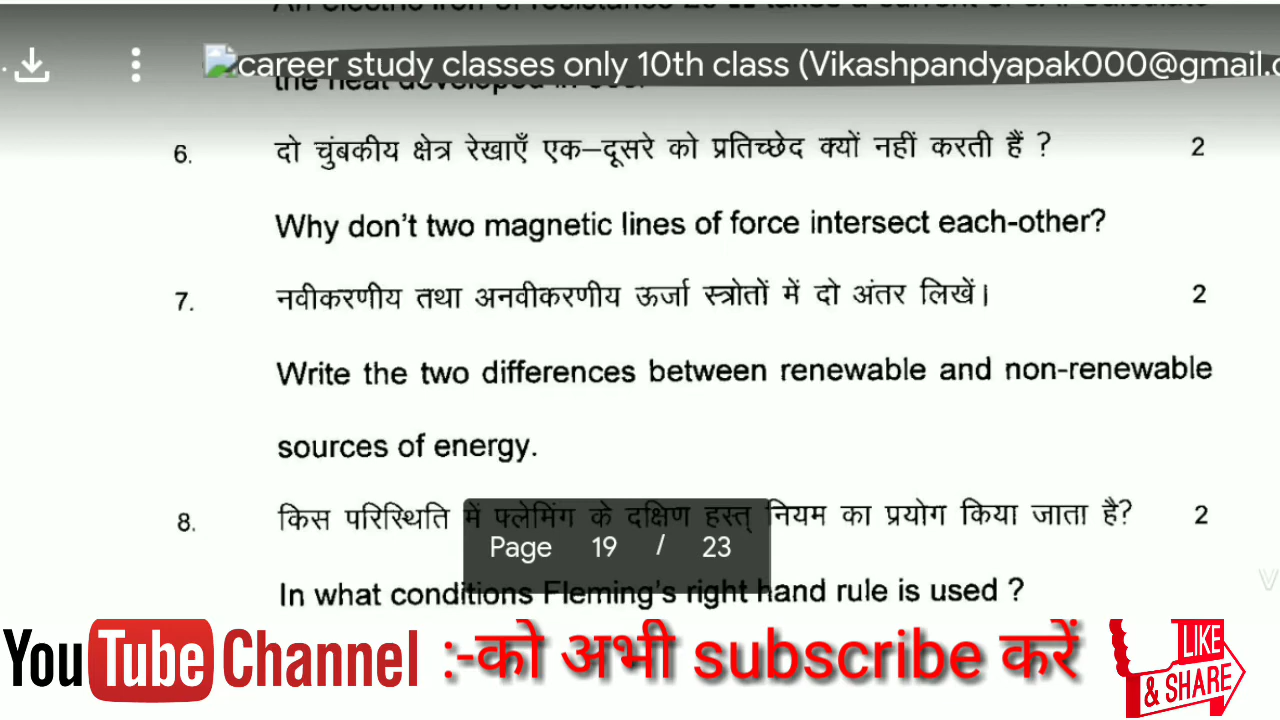 career study classes only 10th class (Vikashpandyapak000@gmail.c
6. दो चुंबकीय क्षेत्र रेखाएँ एक–दूसरे को प्रतिच्छेद क्यों नहीं करती हैं ? 2
Why don't two magnetic lines of force intersect each-other?
7. नवीकरणीय तथा अनवीकरणीय ऊर्जा स्त्रोतों में दो अंतर लिखें। 2
Write the two differences between renewable and non-renewable
sources of energy.
8. किस परिस्थिति में फ्लेमिंग के दक्षिण हस्त् नियम का प्रयोग किया जाता है? 2
Page 19 / 23
In what conditions Fleming's right hand rule is used ?
YouTube Channel :-को अभी subscribe करें
LIKE
& SHARE